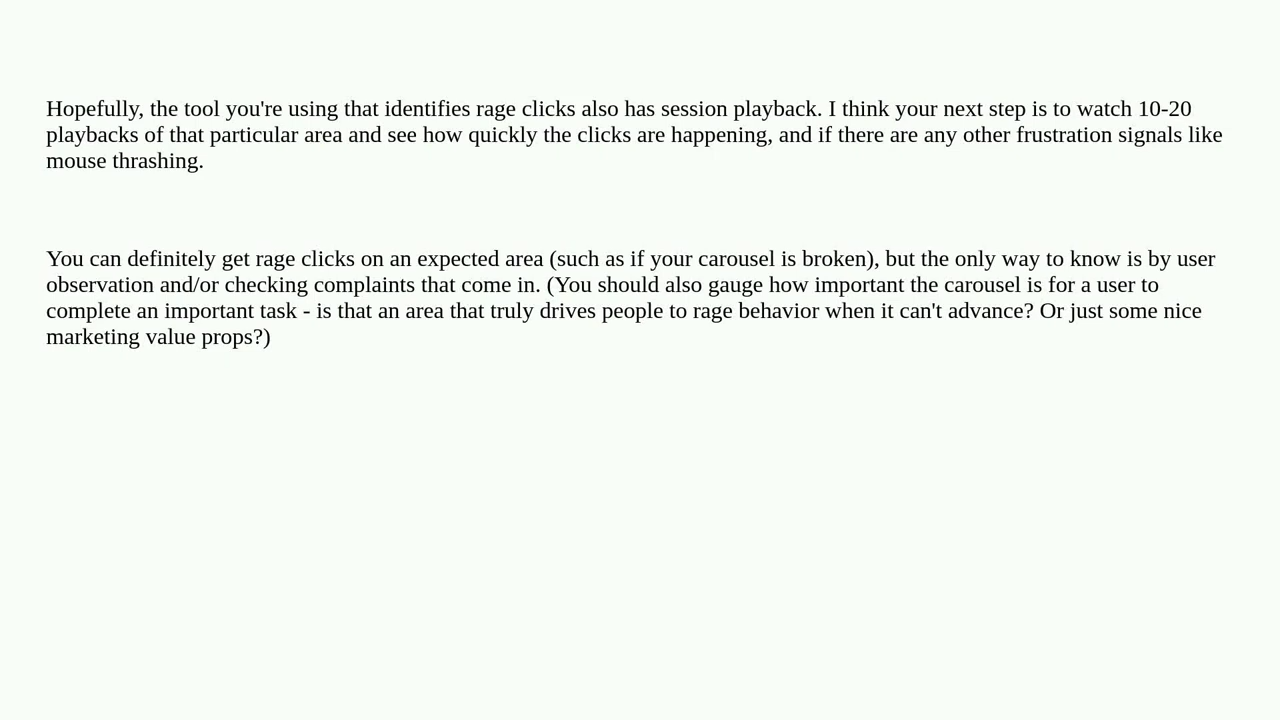 Hopefully, the tool you're using that identifies rage clicks also has session playback. I think your next step is to watch 10-20
playbacks of that particular area and see how quickly the clicks are happening, and if there are any other frustration signals like
mouse thrashing.
You can definitely get rage clicks on an expected area (such as if your carousel is broken), but the only way to know is by user
observation and/or checking complaints that come in. (You should also gauge how important the carousel is for a user to
complete an important task - is that an area that truly drives people to rage behavior when it can't advance? Or just some nice
marketing value props?)